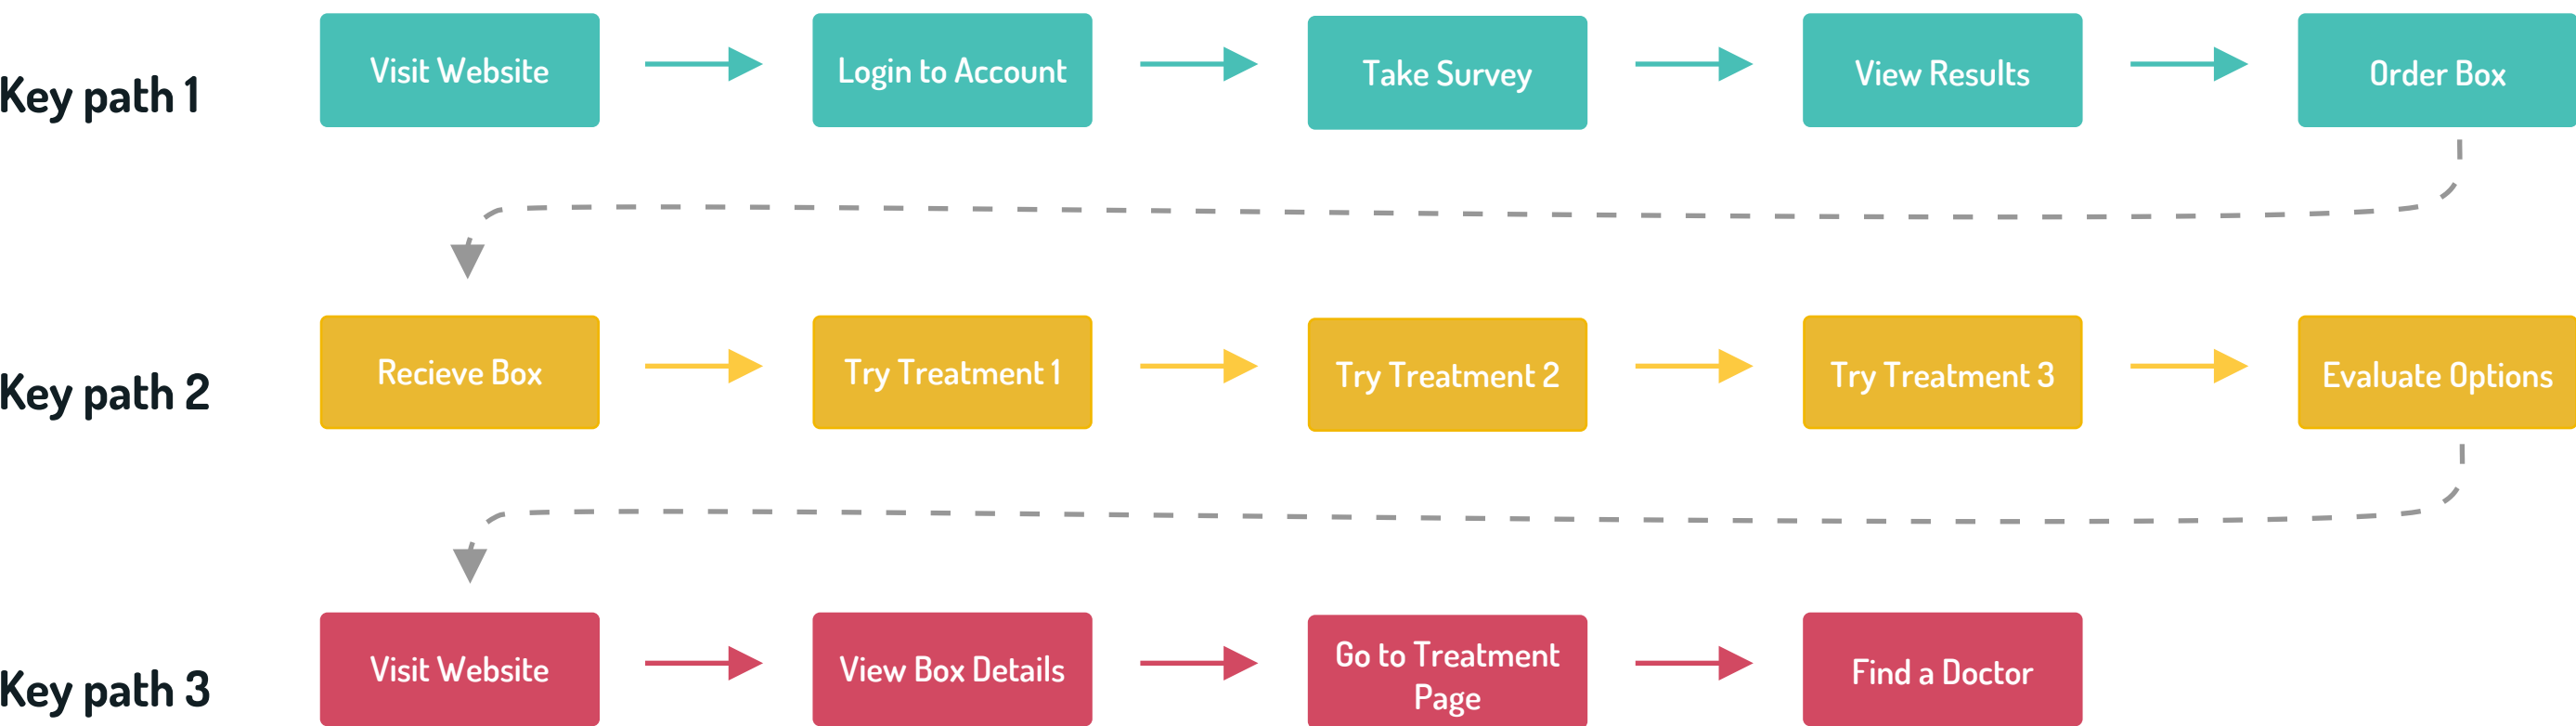 Key path 1
Visit Website
Login to Account
Take Survey
View Results
Order Box
Key path 2
Recieve Box
Try Treatment 1
Try Treatment 2
Try Treatment 3
Evaluate Options
Key path 3
Visit Website
View Box Details
Go to Treatment
Page
Find a Doctor